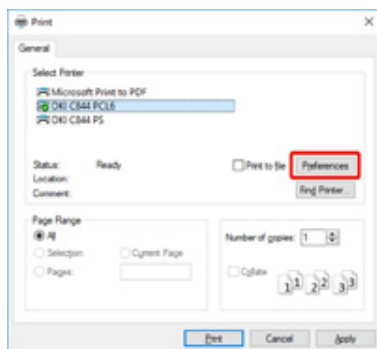 Print
General
Select Printer
Microsoft Print to PDF
OKI C844 PCL6
OKI C844 PS
Status: Ready
Print to file
Preferences
Location:
Comment:
Find Printer...
Page Range
All
Selection
Current Page
Pages:
Number of copies: 1
Collate
1 1 2 2 3 3
Print
Cancel
Apply